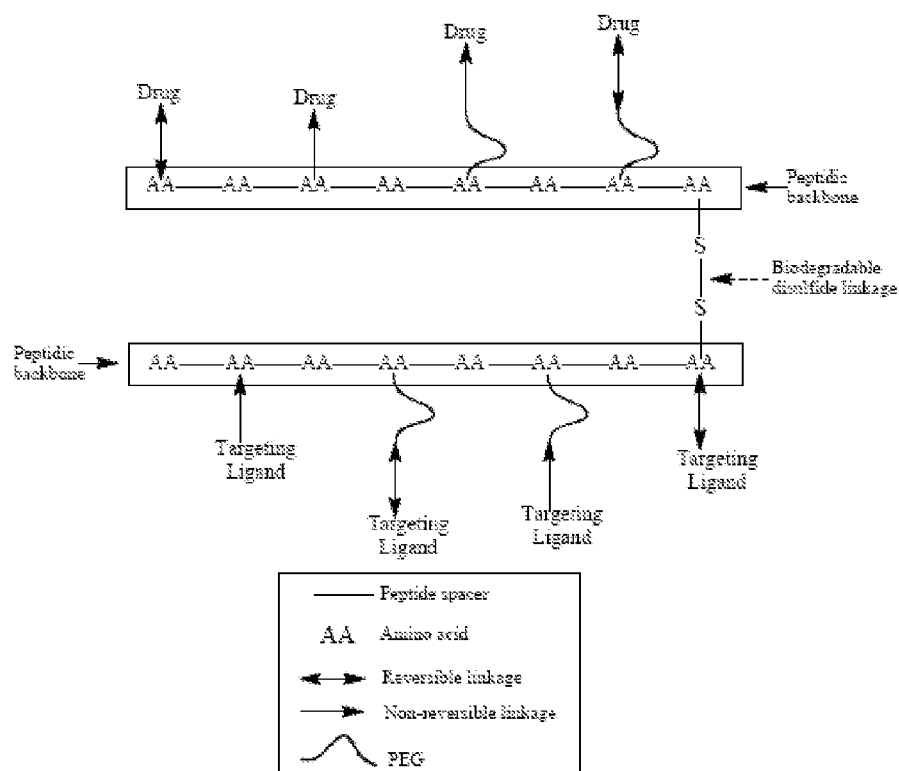 Drug
Drug
Drug
Drug
AA AA AA AA AA AA AA AA
Peptidic
backbone
S
Biodegradable
disulfide linkage
S
Peptidic
backbone
AA AA AA AA AA AA AA AA
Targeting
Ligand
Targeting
Ligand
Targeting
Ligand
Targeting
Ligand
Peptide spacer
AA Amino acid
Reversible linkage
Non-reversible linkage
PEG